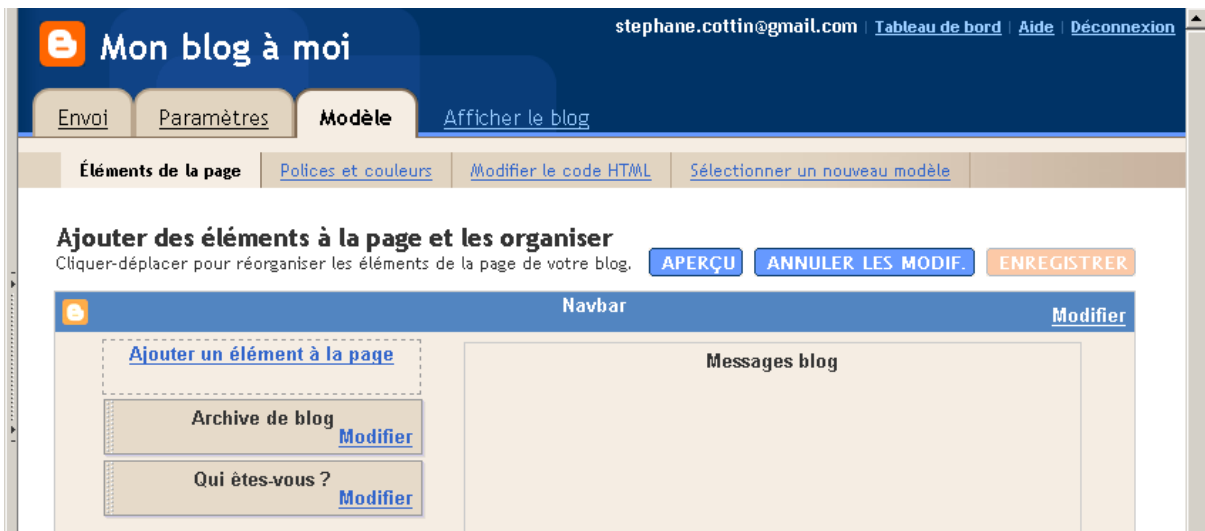 stephane.cottin@gmail.com | Tableau de bord | Aide | Déconnexion
Mon blog à moi
Envoi Paramètres Modèle Afficher le blog
Éléments de la page Polices et couleurs Modifier le code HTML Sélectionner un nouveau modèle
Ajouter des éléments à la page et les organiser
Cliquer-déplacer pour réorganiser les éléments de la page de votre blog. APERÇU ANNULER LES MODIF. ENREGISTRER
Navbar
Modifier
Ajouter un élément à la page
Messages blog
Archive de blog
Modifier
Qui êtes-vous ?
Modifier